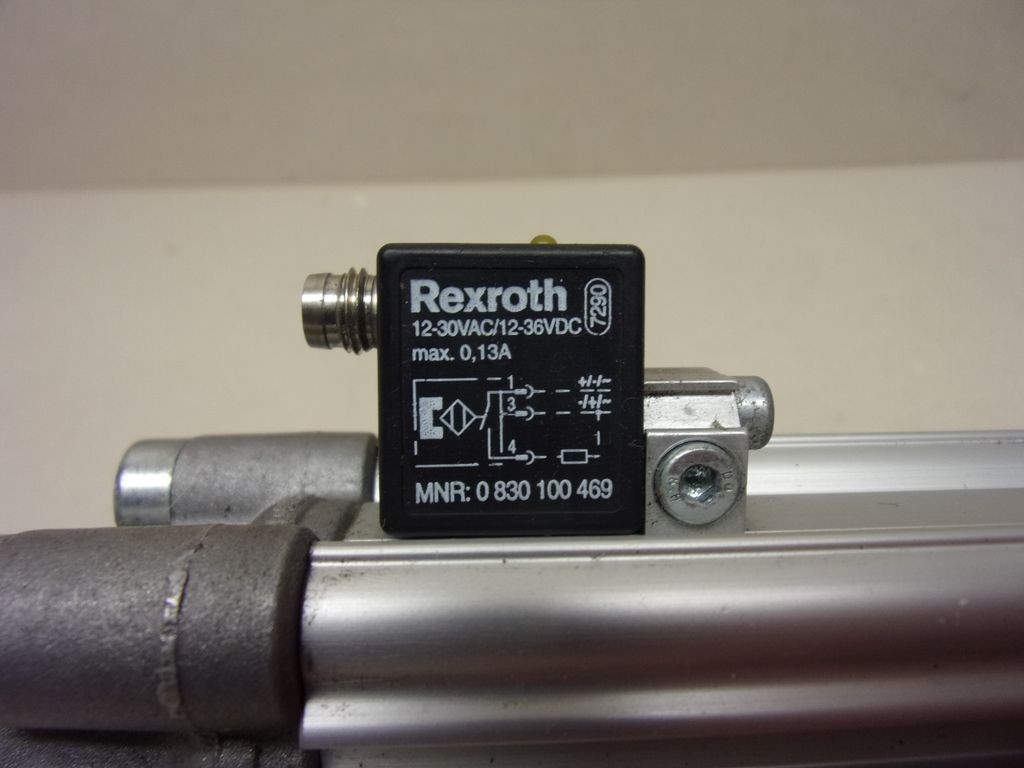 Rexroth
7290
12-30VAC/12-36VDC
max. 0,13A
1
+/-/~
3
-/+/~
1
4
MNR: 0 830 100 469